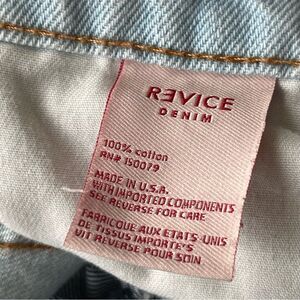 REVICE
DENIM
100% cotton
RN# 150079
MADE IN U.S.A.
WITH IMPORTED COMPONENTS
SEE REVERSE FOR CARE
FABRIQUE AUX ETATS-UNIS
DE TISSUS IMPORTE'S
VIT REVERSE POUR SOIN